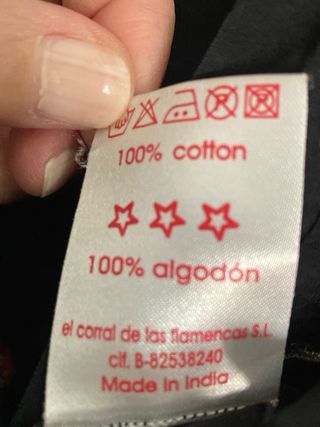 100% cotton
100% algodón
el corral de las flamencas S.L
cif. B-82538240
Made in India